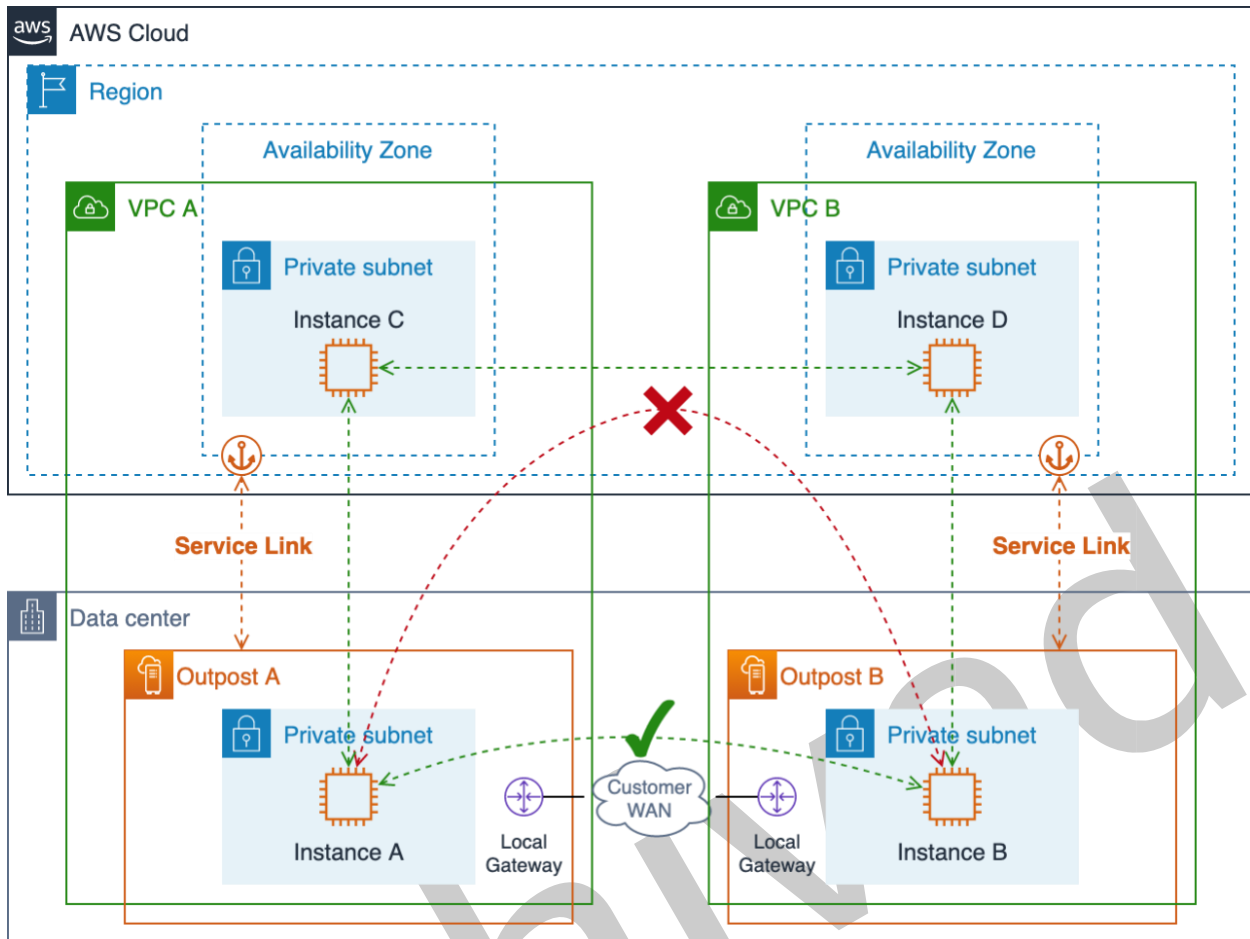 aws
AWS Cloud
Region
Availability Zone
Availability Zone
VPC A
VPC B
Private subnet
Private subnet
Instance C
Instance D
Service Link
Service Link
Data center
Outpost A
Outpost B
Private subnet
Private subnet
Customer
WAN
Local
Gateway
Local
Gateway
Instance A
Instance B